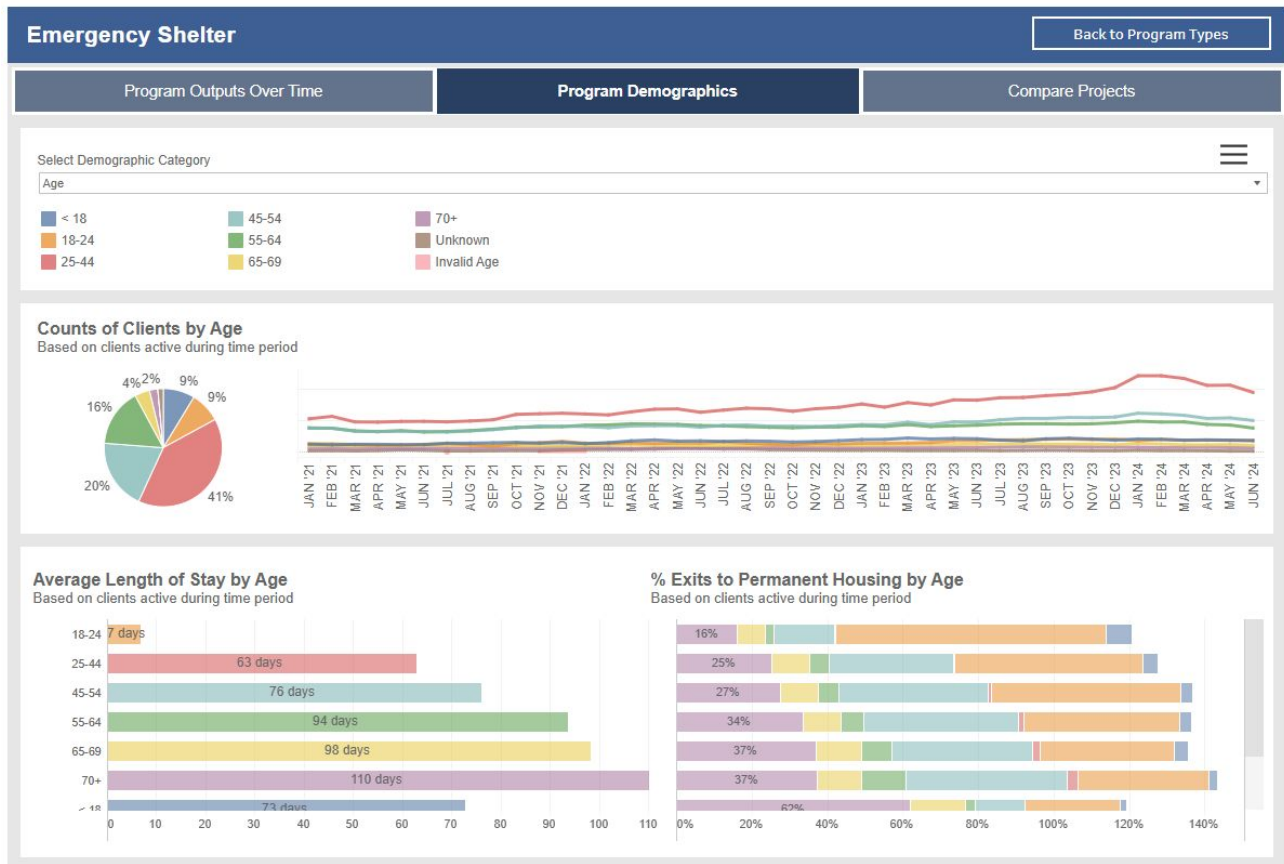 Emergency Shelter
Back to Program Types
Program Outputs Over Time
Program Demographics
Compare Projects
Select Demographic Category
Age
< 18
45-54
70+
18-24
55-64
Unknown
25-44
65-69
Invalid Age
Counts of Clients by Age
Based on clients active during time period
4%
2%
9%
9%
16%
20%
41%
JAN '21
FEB '21
MAR '21
APR '21
MAY '21
JUN '21
JUL '21
AUG '21
SEP '21
OCT '21
NOV '21
DEC '21
JAN '22
FEB '22
MAR '22
APR '22
MAY '22
JUN '22
JUL '22
AUG '22
SEP '22
OCT '22
NOV '22
DEC '22
JAN '23
FEB '23
MAR '23
APR '23
MAY '23
JUN '23
JUL '23
AUG '23
SEP '23
OCT '23
NOV '23
DEC '23
JAN '24
FEB '24
MAR '24
APR '24
MAY '24
JUN '24
Average Length of Stay by Age
Based on clients active during time period
18-24 7 days
25-44 63 days
45-54 76 days
55-64 94 days
65-69 98 days
70+ 110 days
< 18 73 days
0 10 20 30 40 50 60 70 80 90 100 110
% Exits to Permanent Housing by Age
Based on clients active during time period
16%
25%
27%
34%
37%
37%
62%
0% 20% 40% 60% 80% 100% 120% 140%